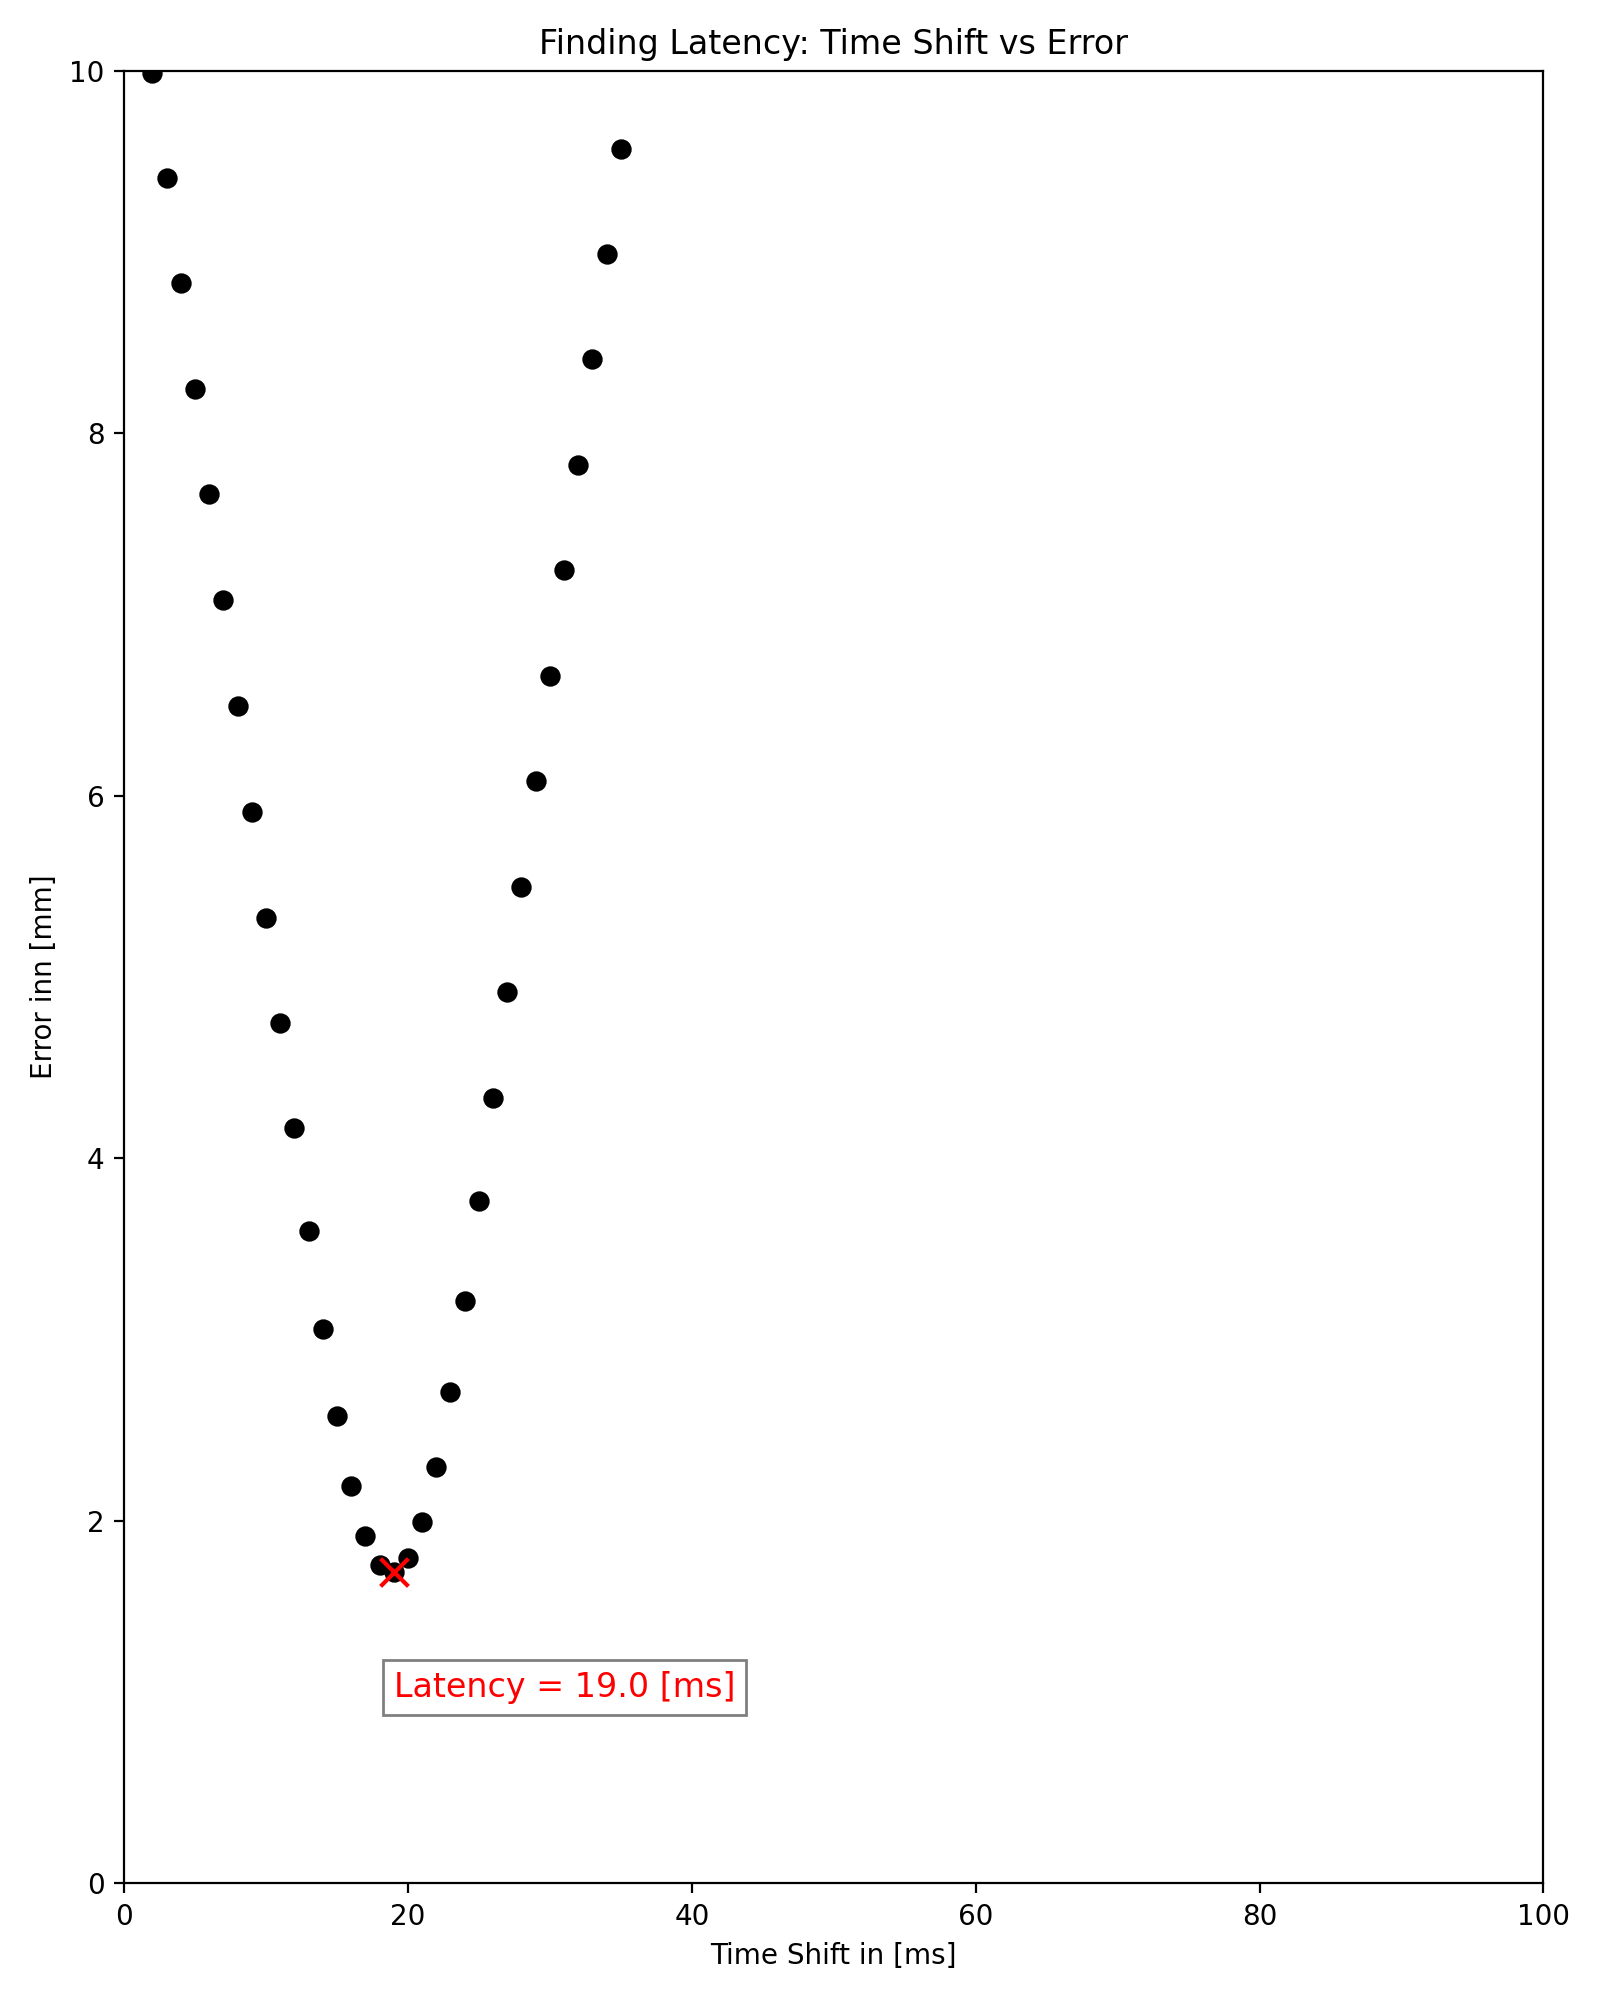 Finding Latency: Time Shift vs Error
10
8
6
4
2
0
Error inn [mm]
Latency = 19.0 [ms]
0 20 40 60 80 100
Time Shift in [ms]